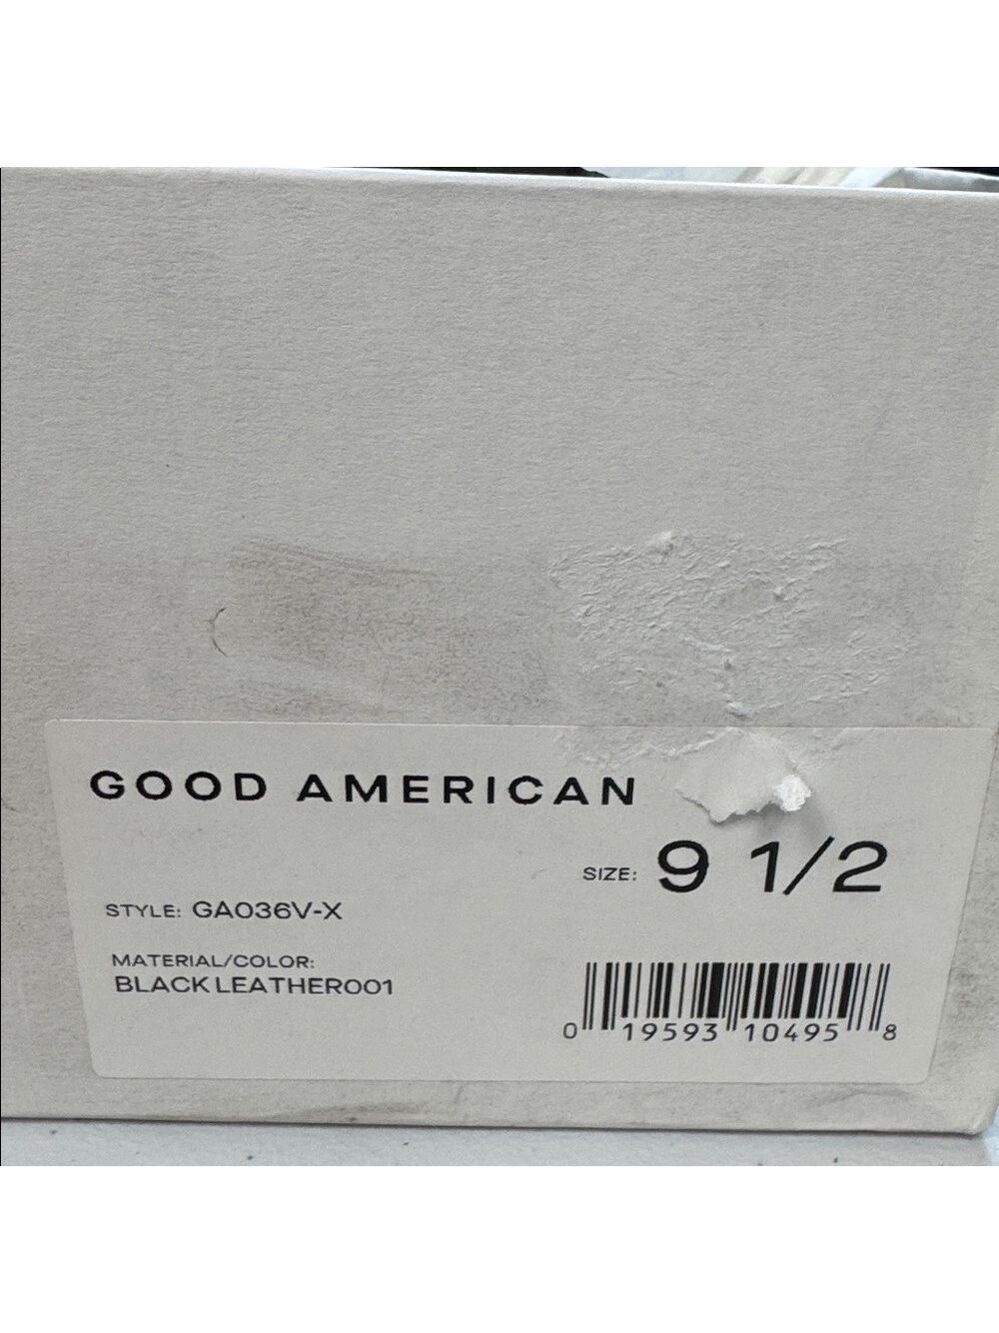 GOOD AMERICAN
SIZE: 9 1/2
STYLE: GA036V-X
MATERIAL/COLOR:
BLACK LEATHER001
0 19593 10495 8